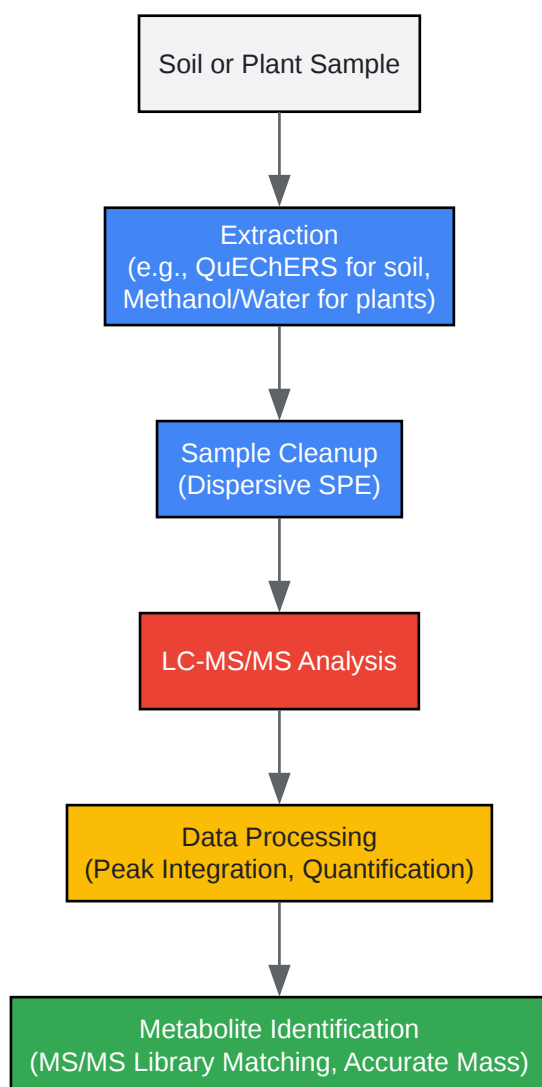 Soil or Plant Sample
Extraction
(e.g., QuEChERS for soil,
Methanol/Water for plants)
Sample Cleanup
(Dispersive SPE)
LC-MS/MS Analysis
Data Processing
(Peak Integration, Quantification)
Metabolite Identification
(MS/MS Library Matching, Accurate Mass)